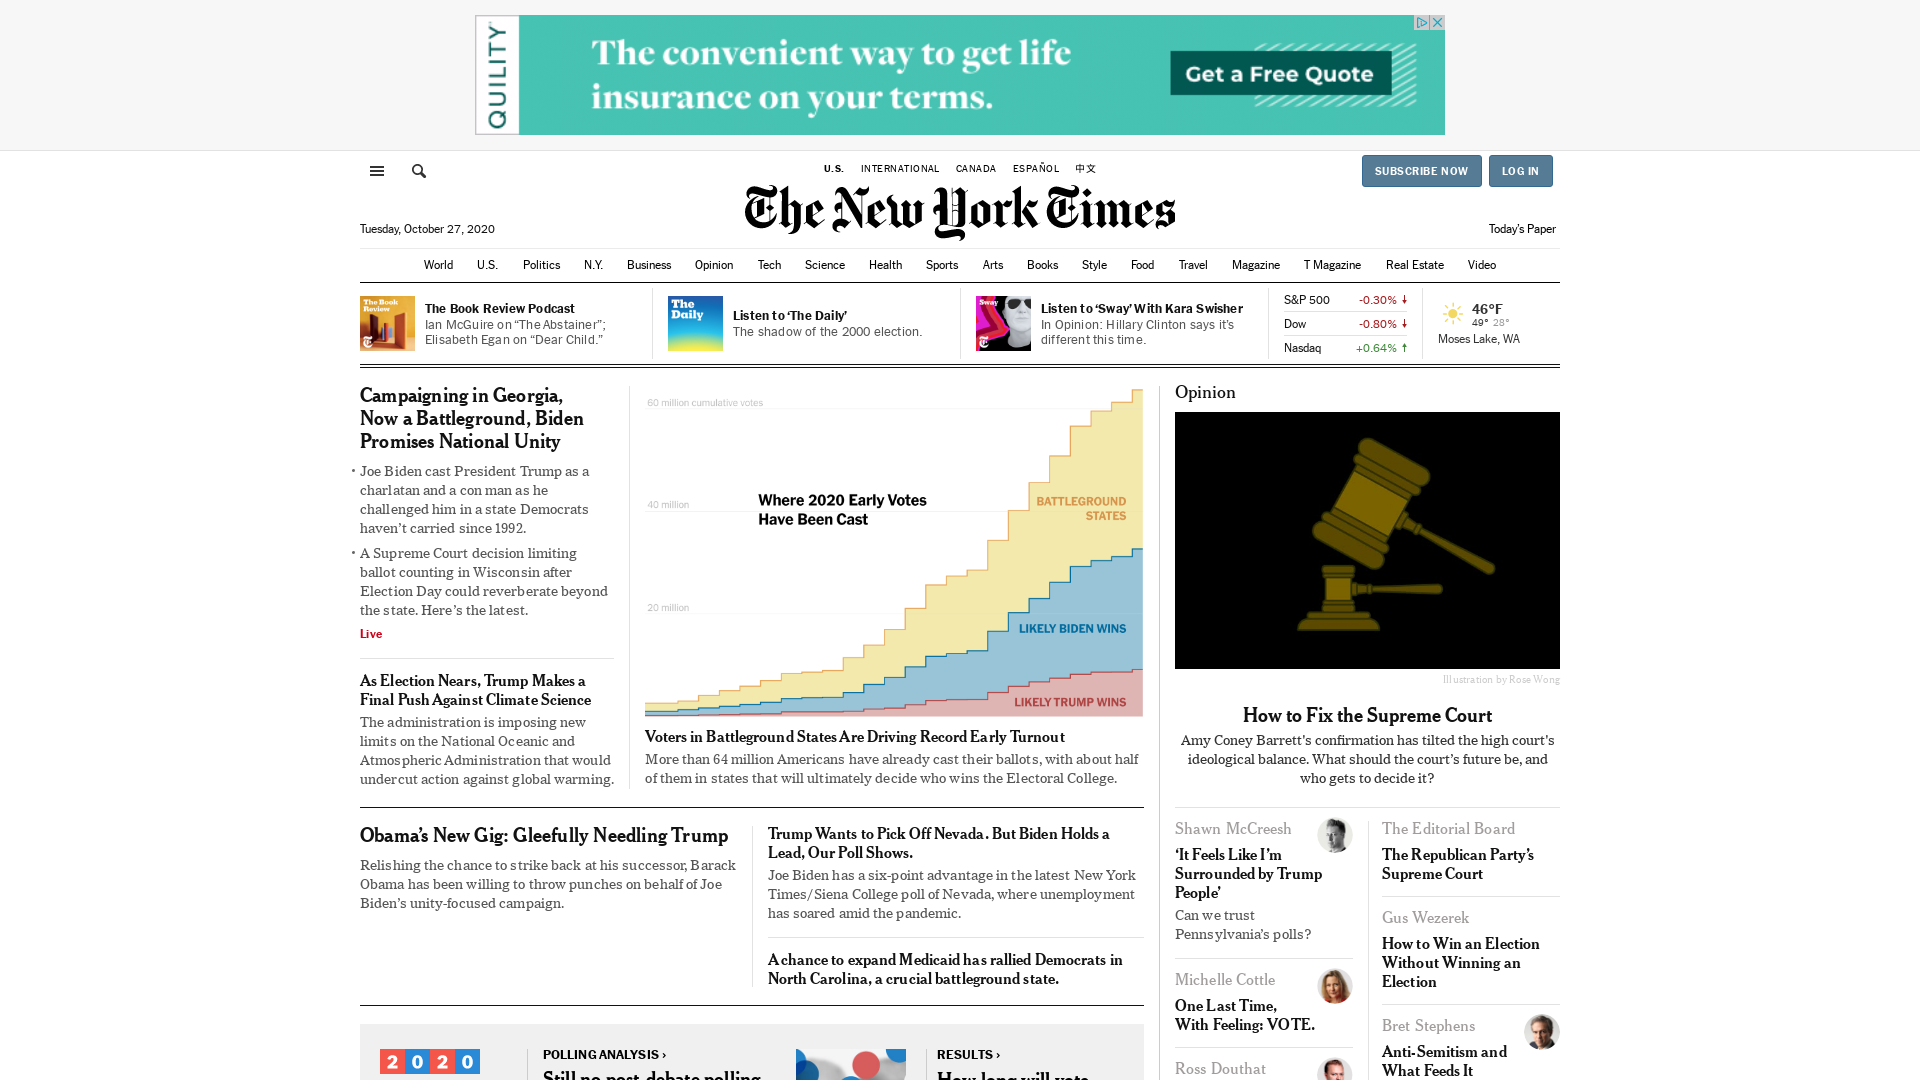 QUILITY
The convenient way to get life
insurance on your terms.
Get a Free Quote
U.S.
INTERNATIONAL
CANADA
ESPAÑOL
中文
SUBSCRIBE NOW
LOG IN
The New York Times
Tuesday, October 27, 2020
Today's Paper
World
U.S.
Politics
N.Y.
Business
Opinion
Tech
Science
Health
Sports
Arts
Books
Style
Food
Travel
Magazine
T Magazine
Real Estate
Video
The Book
Review
The Book Review Podcast
Ian McGuire on “The Abstainer”;
Elisabeth Egan on “Dear Child.”
The
Daily
Listen to ‘The Daily’
The shadow of the 2000 election.
Sway
Listen to ‘Sway’ With Kara Swisher
In Opinion: Hillary Clinton says it’s
different this time.
S&P 500 -0.30% ↓
Dow -0.80% ↓
Nasdaq +0.64% ↑
46°F
49° 28°
Moses Lake, WA
Campaigning in Georgia,
Now a Battleground, Biden
Promises National Unity
• Joe Biden cast President Trump as a
charlatan and a con man as he
challenged him in a state Democrats
haven’t carried since 1992.
• A Supreme Court decision limiting
ballot counting in Wisconsin after
Election Day could reverberate beyond
the state. Here’s the latest.
Live
As Election Nears, Trump Makes a
Final Push Against Climate Science
The administration is imposing new
limits on the National Oceanic and
Atmospheric Administration that would
undercut action against global warming.
60 million cumulative votes
40 million
20 million
Where 2020 Early Votes
Have Been Cast
BATTLEGROUND
STATES
LIKELY BIDEN WINS
LIKELY TRUMP WINS
Voters in Battleground States Are Driving Record Early Turnout
More than 64 million Americans have already cast their ballots, with about half
of them in states that will ultimately decide who wins the Electoral College.
Obama’s New Gig: Gleefully Needling Trump
Relishing the chance to strike back at his successor, Barack
Obama has been willing to throw punches on behalf of Joe
Biden’s unity-focused campaign.
Trump Wants to Pick Off Nevada. But Biden Holds a
Lead, Our Poll Shows.
Joe Biden has a six-point advantage in the latest New York
Times/Siena College poll of Nevada, where unemployment
has soared amid the pandemic.
A chance to expand Medicaid has rallied Democrats in
North Carolina, a crucial battleground state.
2020
POLLING ANALYSIS ›
Still no post-debate polling
RESULTS ›
How long will vote
Opinion
Illustration by Rose Wong
How to Fix the Supreme Court
Amy Coney Barrett's confirmation has tilted the high court's
ideological balance. What should the court’s future be, and
who gets to decide it?
Shawn McCreesh
‘It Feels Like I’m
Surrounded by Trump
People’
Can we trust
Pennsylvania’s polls?
Michelle Cottle
One Last Time,
With Feeling: VOTE.
Ross Douthat
The Editorial Board
The Republican Party’s
Supreme Court
Gus Wezerek
How to Win an Election
Without Winning an
Election
Bret Stephens
Anti-Semitism and
What Feeds It